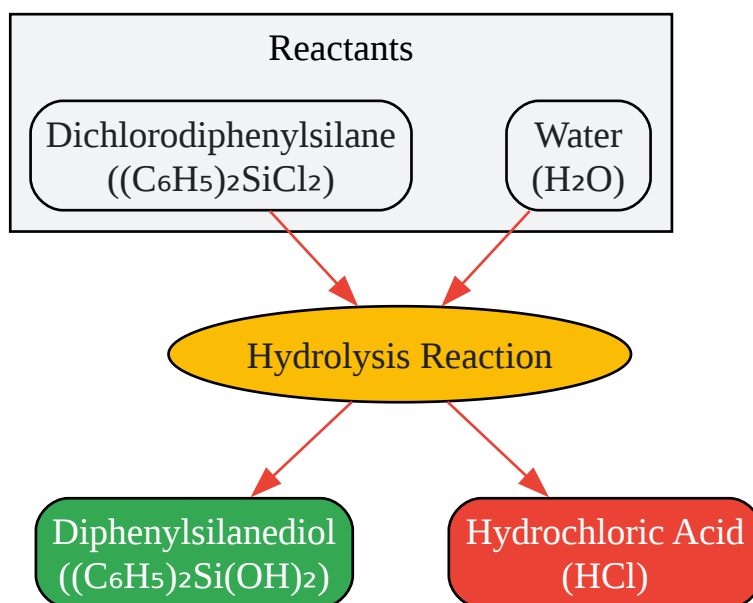 Reactants
Dichlorodiphenylsilane
((C₆H₅)₂SiCl₂)
Water
(H₂O)
Hydrolysis Reaction
Diphenylsilanediol
((C₆H₅)₂Si(OH)₂)
Hydrochloric Acid
(HCl)